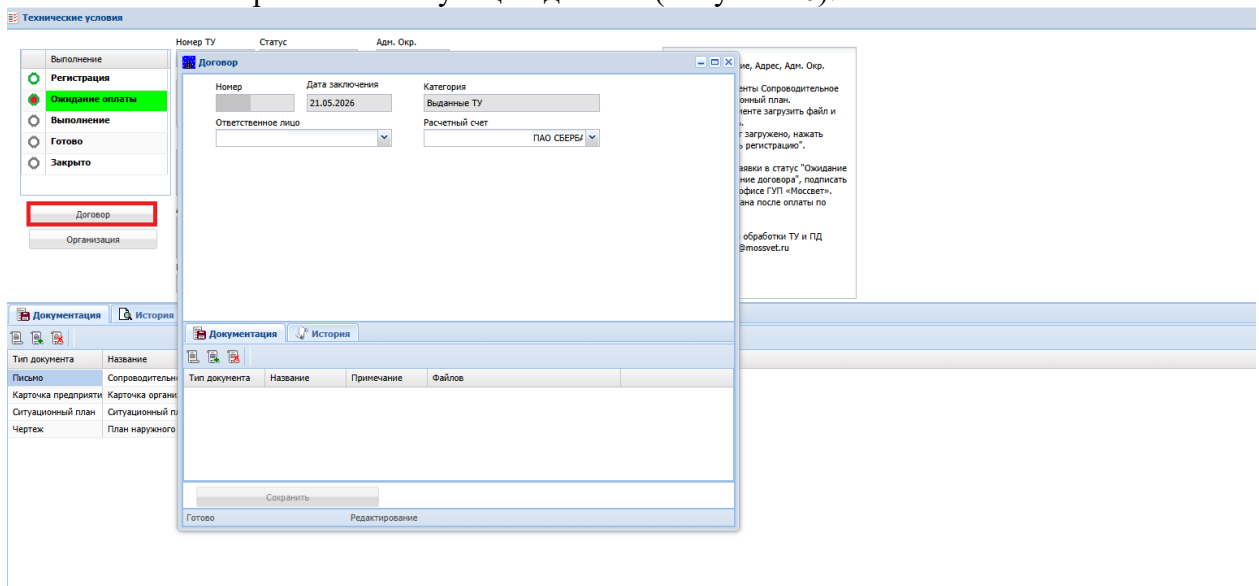 Технические условия
Номер ТУ Статус Адм. Окр.
Выполнение
Регистрация
Ожидание оплаты
Выполнение
Готово
Закрыто
Договор
Организация
Договор
Номер Дата заключения Категория
21.05.2026 Выданные ТУ
Ответственное лицо Расчетный счет
ПАО СБЕРБА
Документация История
Тип документа Название Примечание Файлов
Сохранить
Готово Редактирование
ие, Адрес, Адм. Окр.
енты Сопроводительное
онный план.
менте загрузить файл и
т загружено, нажать
ь регистрацию".
аявки в статус "Ожидание
ние договора", подписать
офисе ГУП «Моссвет».
ана после оплаты по
обработки ТУ и ПД
@mossvet.ru
Документация История
Тип документа Название
Письмо Сопроводительн
Карточка предприяти Карточка органи
Ситуационный план Ситуационный пл
Чертеж План наружного